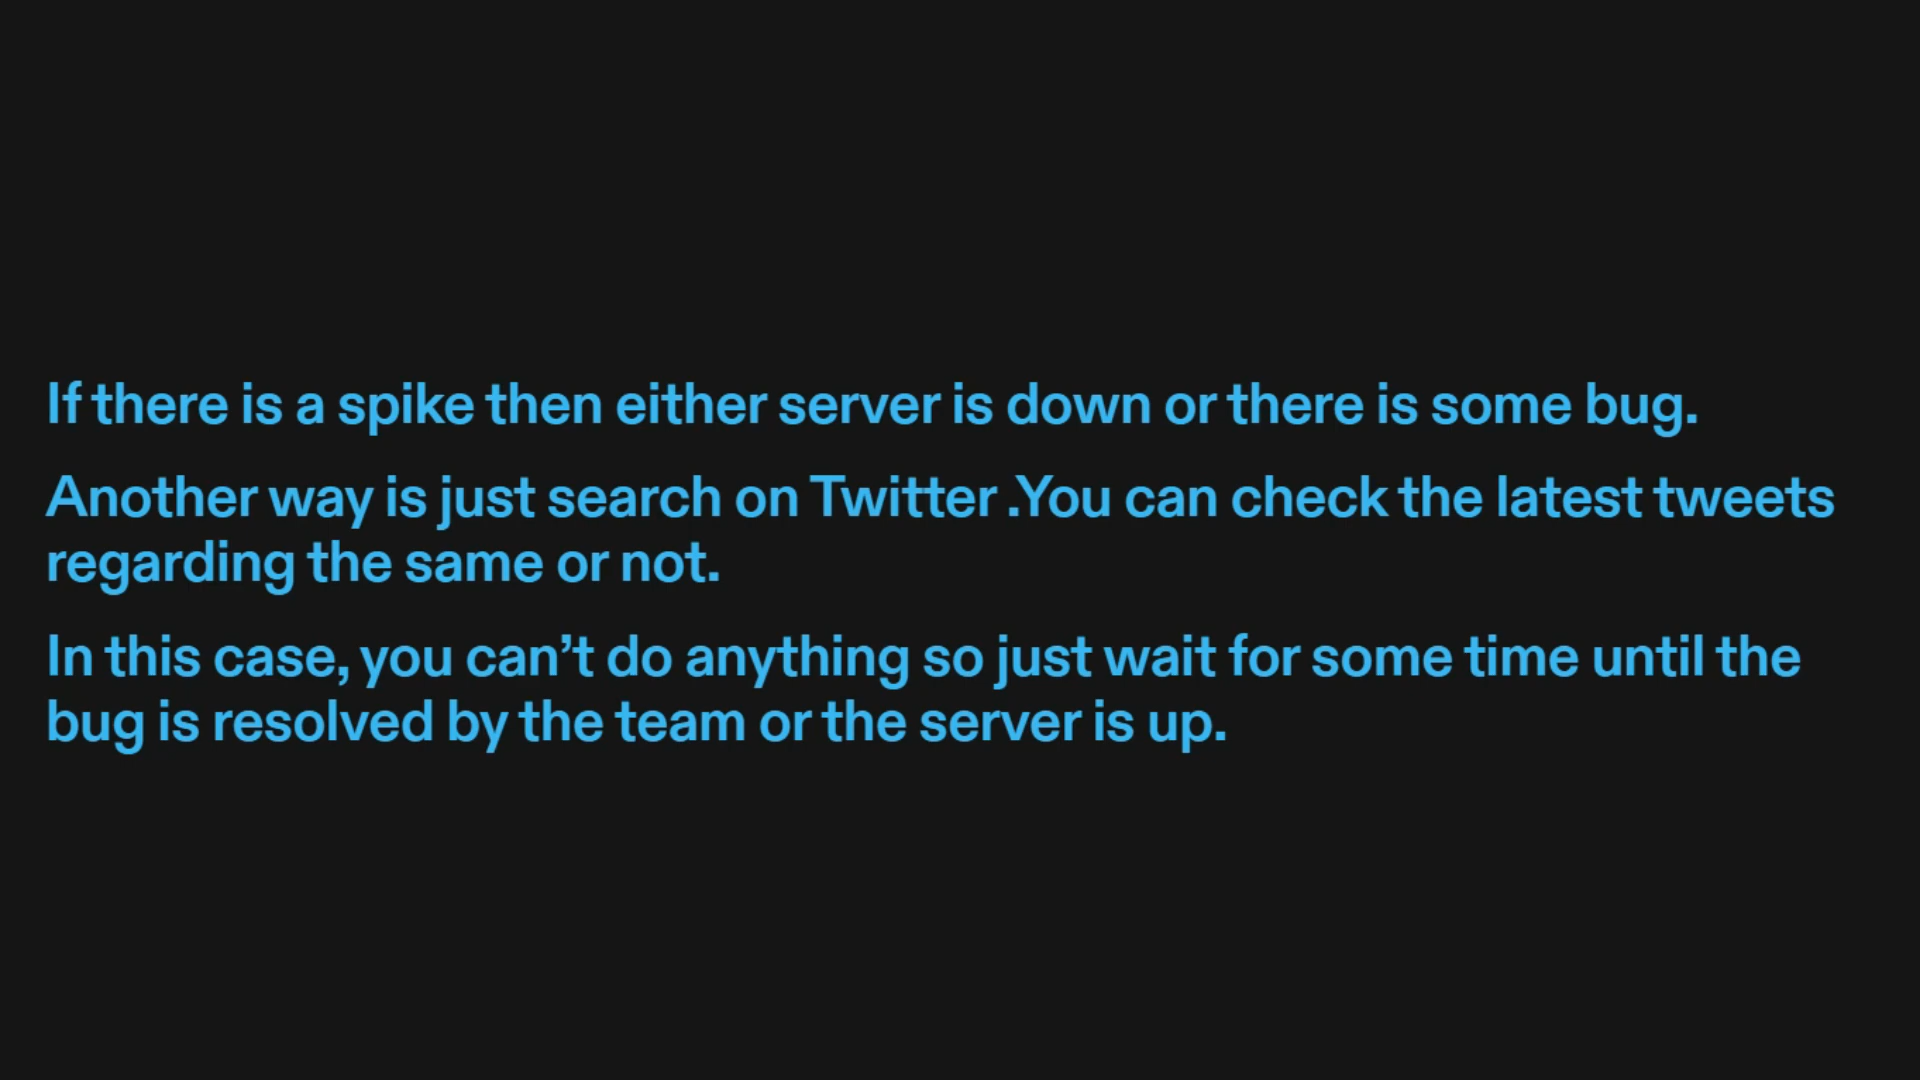 If there is a spike then either server is down or there is some bug.
Another way is just search on Twitter .You can check the latest tweets
regarding the same or not.
In this case, you can’t do anything so just wait for some time until the
bug is resolved by the team or the server is up.